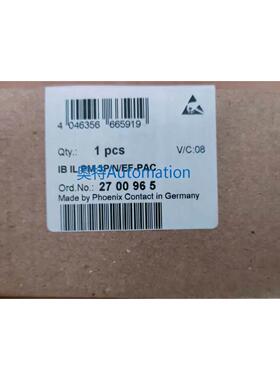 4 046356 665919
Qty.: 1 pcs V/C:08
IB IL PM 3P/N/EF-PAC
奥特Automation
Ord.No.: 27 00 96 5
Made by Phoenix Contact in Germany